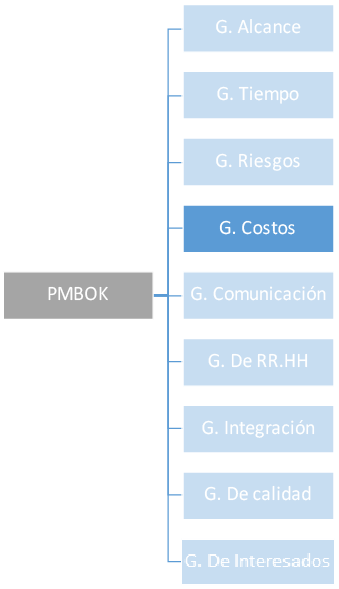 G. Alcance
G. Tiempo
G. Riesgos
G. Costos
PMBOK
G. Comunicación
G. De RR.HH
G. Integración
G. De calidad
G. De Interesados